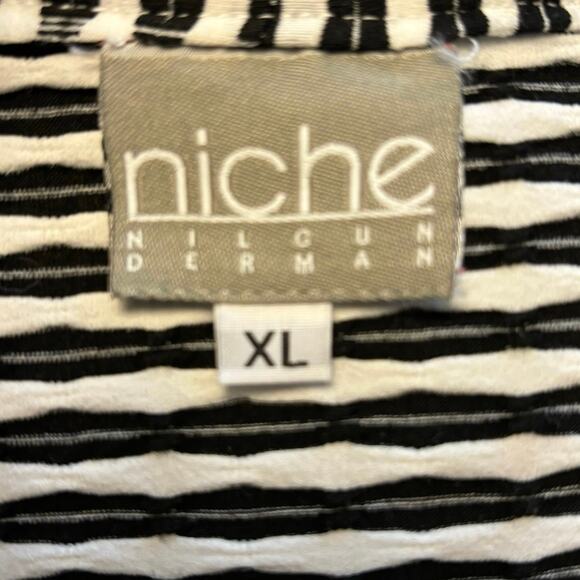 niche
NILGUN
DERMAN
XL